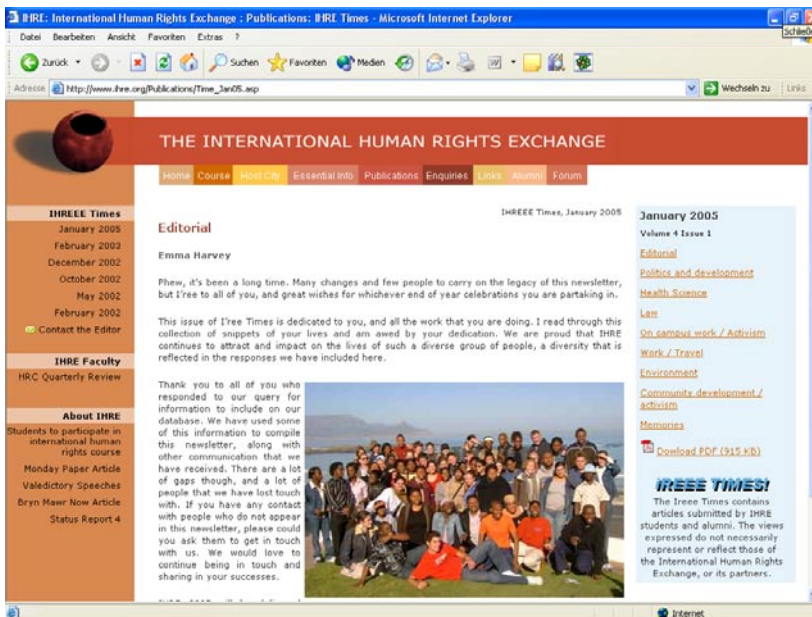 IHRE: International Human Rights Exchange : Publications: IHRE Times - Microsoft Internet Explorer
Schließen
Datei Bearbeiten Ansicht Favoriten Extras ?
Zurück Suchen Favoriten Medien
Adresse http://www.ihre.org/Publications/Time_Jan05.asp Wechseln zu Links
THE INTERNATIONAL HUMAN RIGHTS EXCHANGE
Home Course Host City Essential Info Publications Enquiries Links Alumni Forum
IHREEE Times
January 2005
February 2003
December 2002
October 2002
May 2002
February 2002
Contact the Editor
IHRE Faculty
HRC Quarterly Review
About IHRE
Students to participate in
international human
rights course
Monday Paper Article
Valedictory Speeches
Bryn Mawr Now Article
Status Report 4
IHREEE Times, January 2005
Editorial
Emma Harvey
Phew, it's been a long time. Many changes and few people to carry on the legacy of this newsletter,
but I'ree to all of you, and great wishes for whichever end of year celebrations you are partaking in.
This issue of I'ree Times is dedicated to you, and all the work that you are doing. I read through this
collection of snippets of your lives and am awed by your dedication. We are proud that IHRE
continues to attract and impact on the lives of such a diverse group of people, a diversity that is
reflected in the responses we have included here.
Thank you to all of you who
responded to our query for
information to include on our
database. We have used some
of this information to compile
this newsletter, along with
other communication that we
have received. There are a lot
of gaps though, and a lot of
people that we have lost touch
with. If you have any contact
with people who do not appear
in this newsletter, please could
you ask them to get in touch
with us. We would love to
continue being in touch and
sharing in your successes.
January 2005
Volume 4 Issue 1
Editorial
Politics and development
Health Science
Law
On campus work / Activism
Work / Travel
Environment
Community development /
activism
Memories
Dowload PDF (915 KB)
IREEE TIMES!
The Ireee Times contains
articles submitted by IHRE
students and alumni. The views
expressed do not necessarily
represent or reflect those of
the International Human Rights
Exchange, or its partners.
Internet